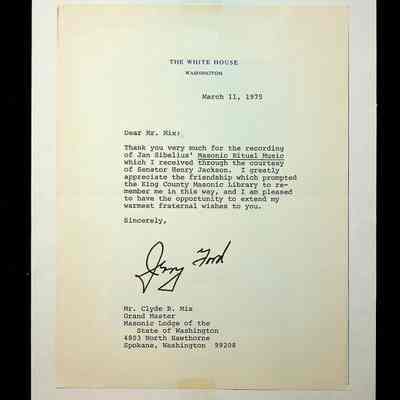 THE WHITE HOUSE
WASHINGTON
March 11, 1975
Dear Mr. Mix:
Thank you very much for the recording
of Jan Sibelius' Masonic Ritual Music
which I received through the courtesy
of Senator Henry Jackson. I greatly
appreciate the friendship which prompted
the King County Masonic Library to re-
member me in this way, and I am pleased
to have the opportunity to extend my
warmest fraternal wishes to you.
Sincerely,
Jerry Ford
Mr. Clyde R. Mix
Grand Master
Masonic Lodge of the
State of Washington
4803 North Hawthorne
Spokane, Washington 99208